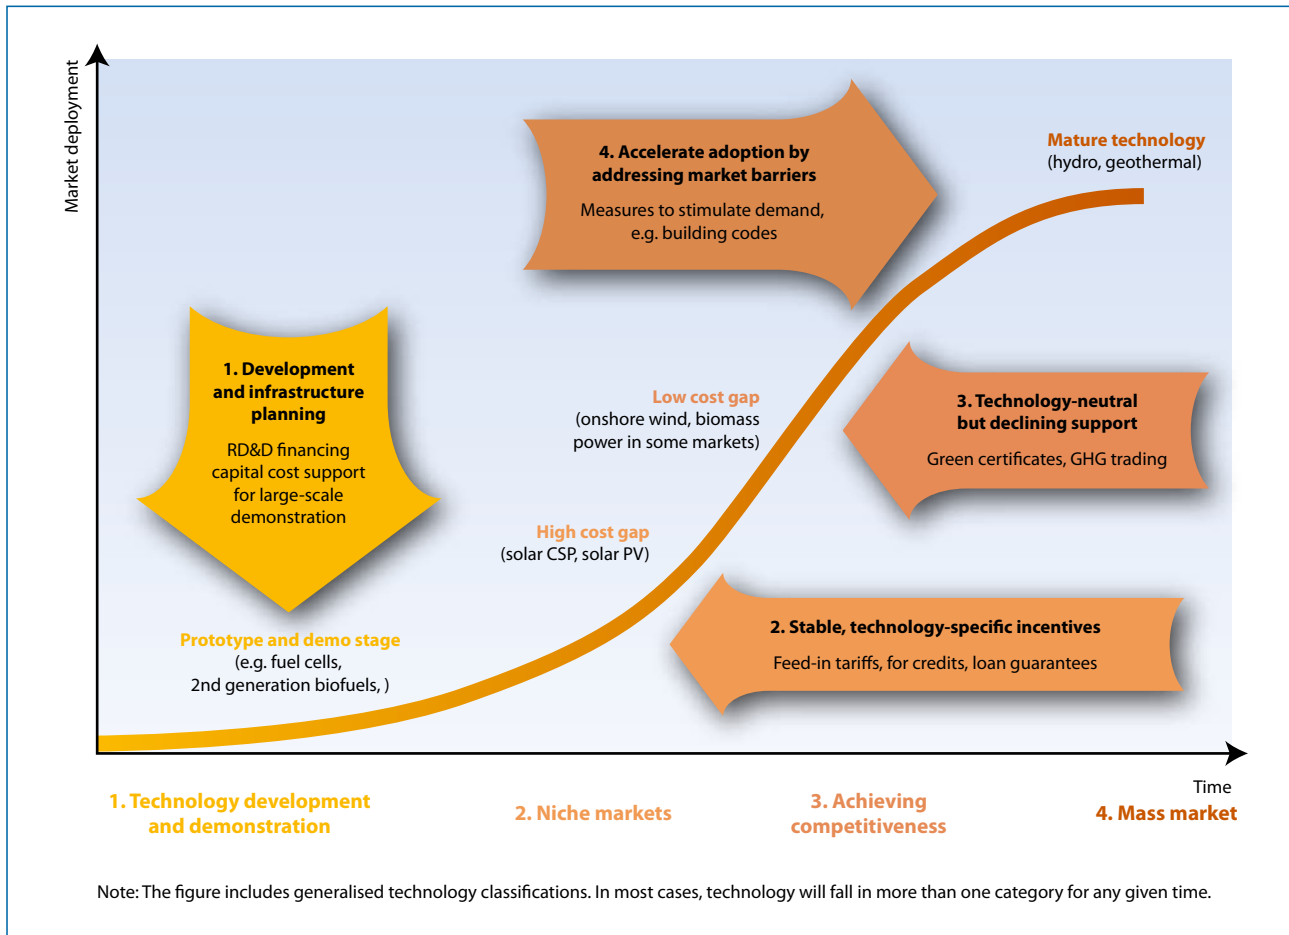 Market deployment
4. Accelerate adoption by
addressing market barriers
Measures to stimulate demand,
e.g. building codes
Mature technology
(hydro, geothermal)
1. Development
and infrastructure
planning
RD&D financing
capital cost support
for large-scale
demonstration
Low cost gap
(onshore wind, biomass
power in some markets)
3. Technology-neutral
but declining support
Green certificates, GHG trading
High cost gap
(solar CSP, solar PV)
2. Stable, technology-specific incentives
Feed-in tariffs, for credits, loan guarantees
Prototype and demo stage
(e.g. fuel cells,
2nd generation biofuels, )
Time
1. Technology development
and demonstration
2. Niche markets
3. Achieving
competitiveness
4. Mass market
Note: The figure includes generalised technology classifications. In most cases, technology will fall in more than one category for any given time.